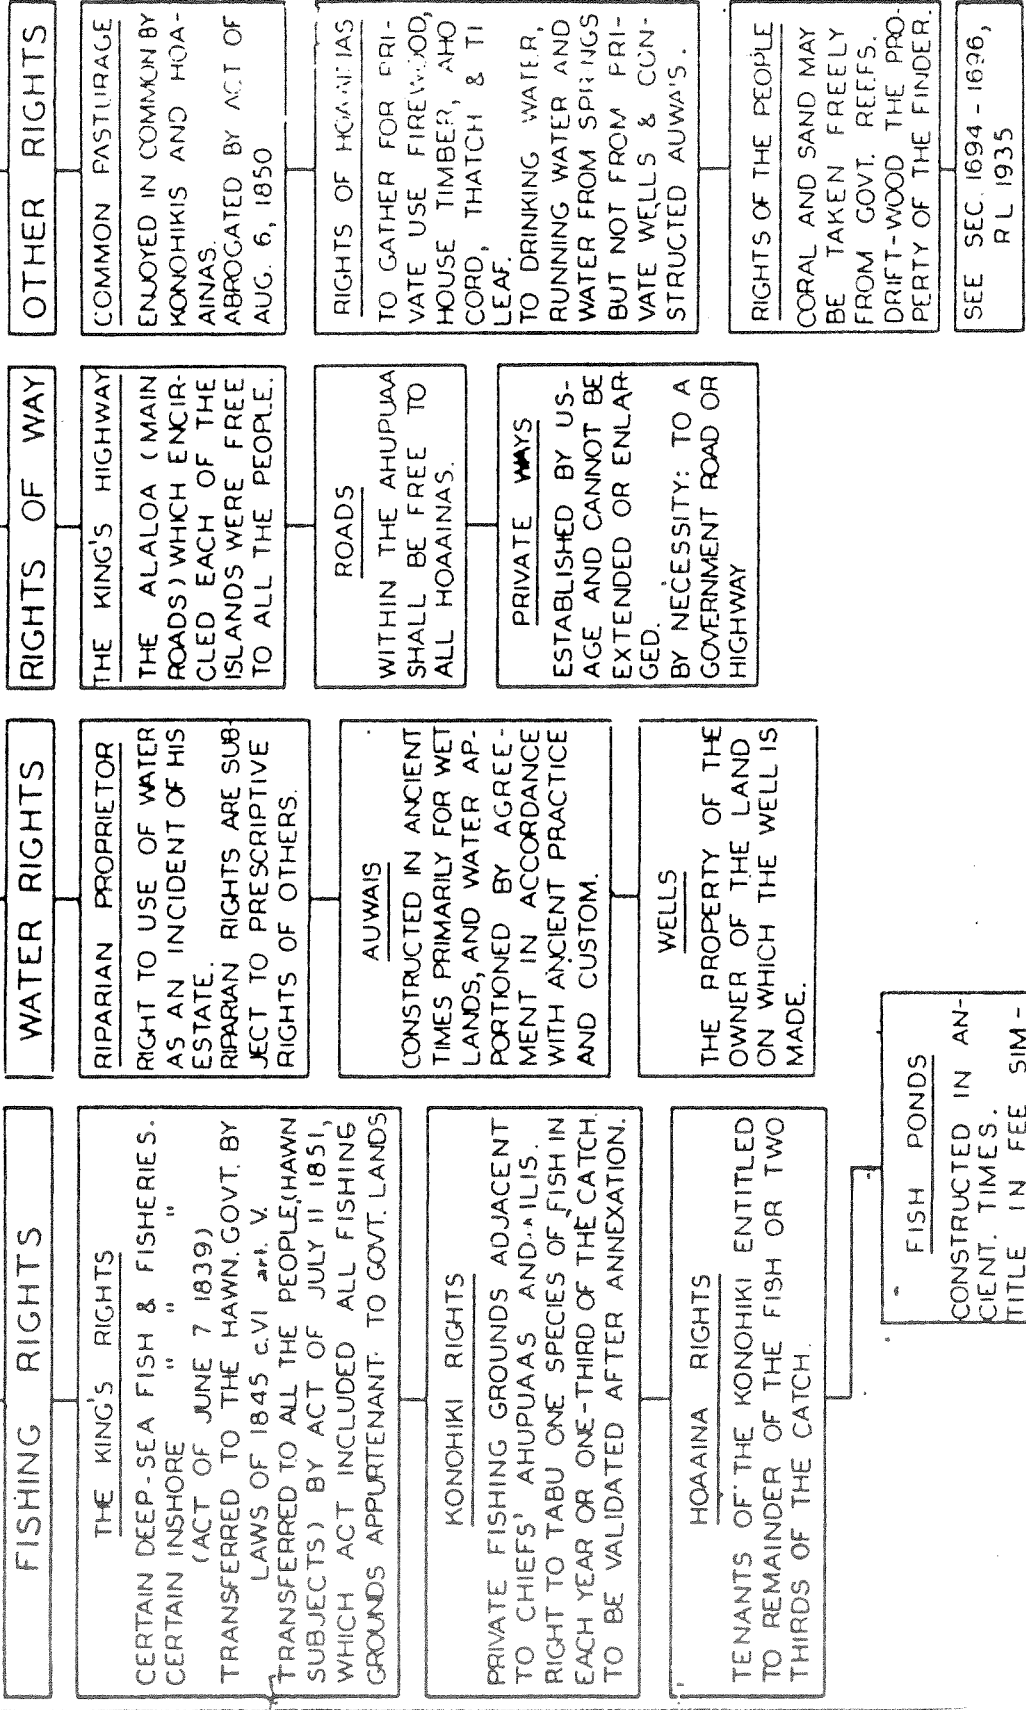 FISHING RIGHTS
THE KING'S RIGHTS
CERTAIN DEEP-SEA FISH & FISHERIES.
CERTAIN INSHORE " " "
(ACT OF JUNE 7 1839)
TRANSFERRED TO THE HAWN. GOVT. BY
LAWS OF 1845 c.VI art. V.
TRANSFERRED TO ALL THE PEOPLE,(HAWN
SUBJECTS) BY ACT OF JULY 11 1851,
WHICH ACT INCLUDED ALL FISHING
GROUNDS APPURTENANT TO GOVT. LANDS
KONOHIKI RIGHTS
PRIVATE FISHING GROUNDS ADJACENT
TO CHIEFS' AHUPUAAS AND ILIS.
RIGHT TO TABU ONE SPECIES OF FISH IN
EACH YEAR OR ONE-THIRD OF THE CATCH.
TO BE VALIDATED AFTER ANNEXATION.
HOAAINA RIGHTS
TENANTS OF THE KONOHIKI ENTITLED
TO REMAINDER OF THE FISH OR TWO
THIRDS OF THE CATCH.
FISH PONDS
CONSTRUCTED IN AN-
CIENT. TIMES.
TITLE IN FEE SIM-
WATER RIGHTS
RIPARIAN PROPRIETOR
RIGHT TO USE OF WATER
AS AN INCIDENT OF HIS
ESTATE.
RIPARIAN RIGHTS ARE SUB-
JECT TO PRESCRIPTIVE
RIGHTS OF OTHERS.
AUWAIS
CONSTRUCTED IN ANCIENT
TIMES PRIMARILY FOR WET
LANDS, AND WATER AP-
PORTIONED BY AGREE-
MENT IN ACCORDANCE
WITH ANCIENT PRACTICE
AND CUSTOM.
WELLS
THE PROPERTY OF THE
OWNER OF THE LAND
ON WHICH THE WELL IS
MADE.
RIGHTS OF WAY
THE KING'S HIGHWAY
THE ALALOA (MAIN
ROADS) WHICH ENCIR-
CLED EACH OF THE
ISLANDS WERE FREE
TO ALL THE PEOPLE.
ROADS
WITHIN THE AHUPUAA
SHALL BE FREE TO
ALL HOAAINAS.
PRIVATE WAYS
ESTABLISHED BY US-
AGE AND CANNOT BE
EXTENDED OR ENLAR-
GED.
BY NECESSITY: TO A
GOVERNMENT ROAD OR
HIGHWAY
OTHER RIGHTS
COMMON PASTURAGE
ENJOYED IN COMMON BY
KONOHIKIS AND HOA-
AINAS.
ABROGATED BY ACT OF
AUG. 6, 1850
RIGHTS OF HOAAINAS
TO GATHER FOR PRI-
VATE USE FIREWOOD,
HOUSE TIMBER, AHO
CORD, THATCH & TI
LEAF.
TO DRINKING WATER,
RUNNING WATER AND
WATER FROM SPRINGS
BUT NOT FROM PRI-
VATE WELLS & CON-
STRUCTED AUWAIS.
RIGHTS OF THE PEOPLE
CORAL AND SAND MAY
BE TAKEN FREELY
FROM GOVT. REEFS.
DRIFT-WOOD THE PRO-
PERTY OF THE FINDER.
SEE SEC. 1694 - 1696,
RL 1935